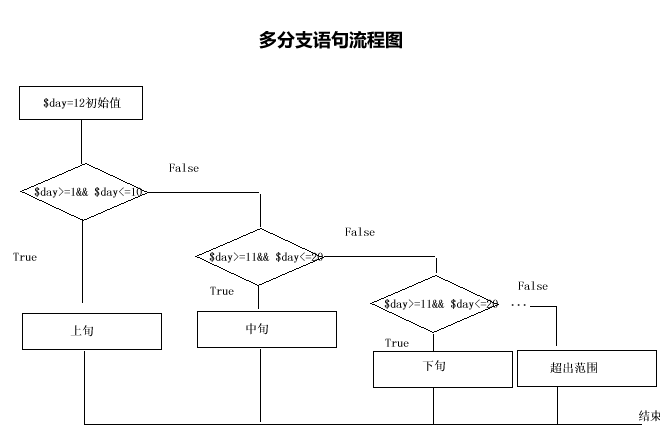 多分支语句流程图
$day=12初始值
False
$day>=1&& $day<=10
False
True
$day>=11&& $day<=20
False
True
$day>=11&& $day<=20
...
上旬
中旬
True
下旬
超出范围
结束